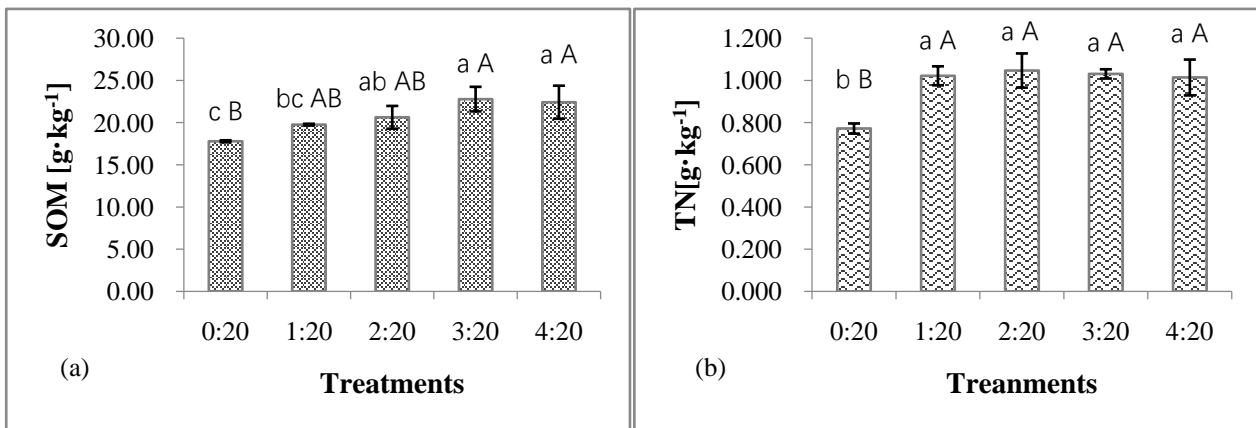 30.00
25.00
20.00
15.00
10.00
5.00
0.00
SOM [g·kg⁻¹]
c B
bc AB
ab AB
a A
a A
0:20 1:20 2:20 3:20 4:20
(a)
Treatments
1.200
1.000
0.800
0.600
0.400
0.200
0.000
TN[g·kg⁻¹]
b B
a A
a A
a A
a A
0:20 1:20 2:20 3:20 4:20
(b)
Treanments